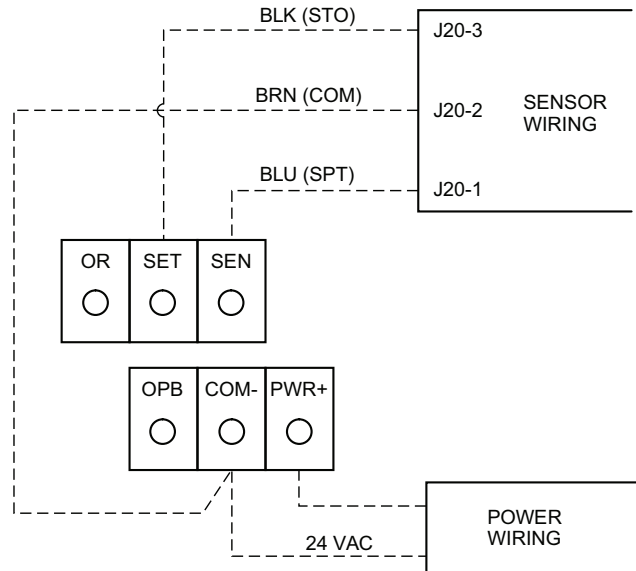 BLK (STO)
J20-3
BRN (COM)
J20-2
SENSOR
WIRING
BLU (SPT)
J20-1
OR SET SEN
OPB COM- PWR+
POWER
WIRING
24 VAC